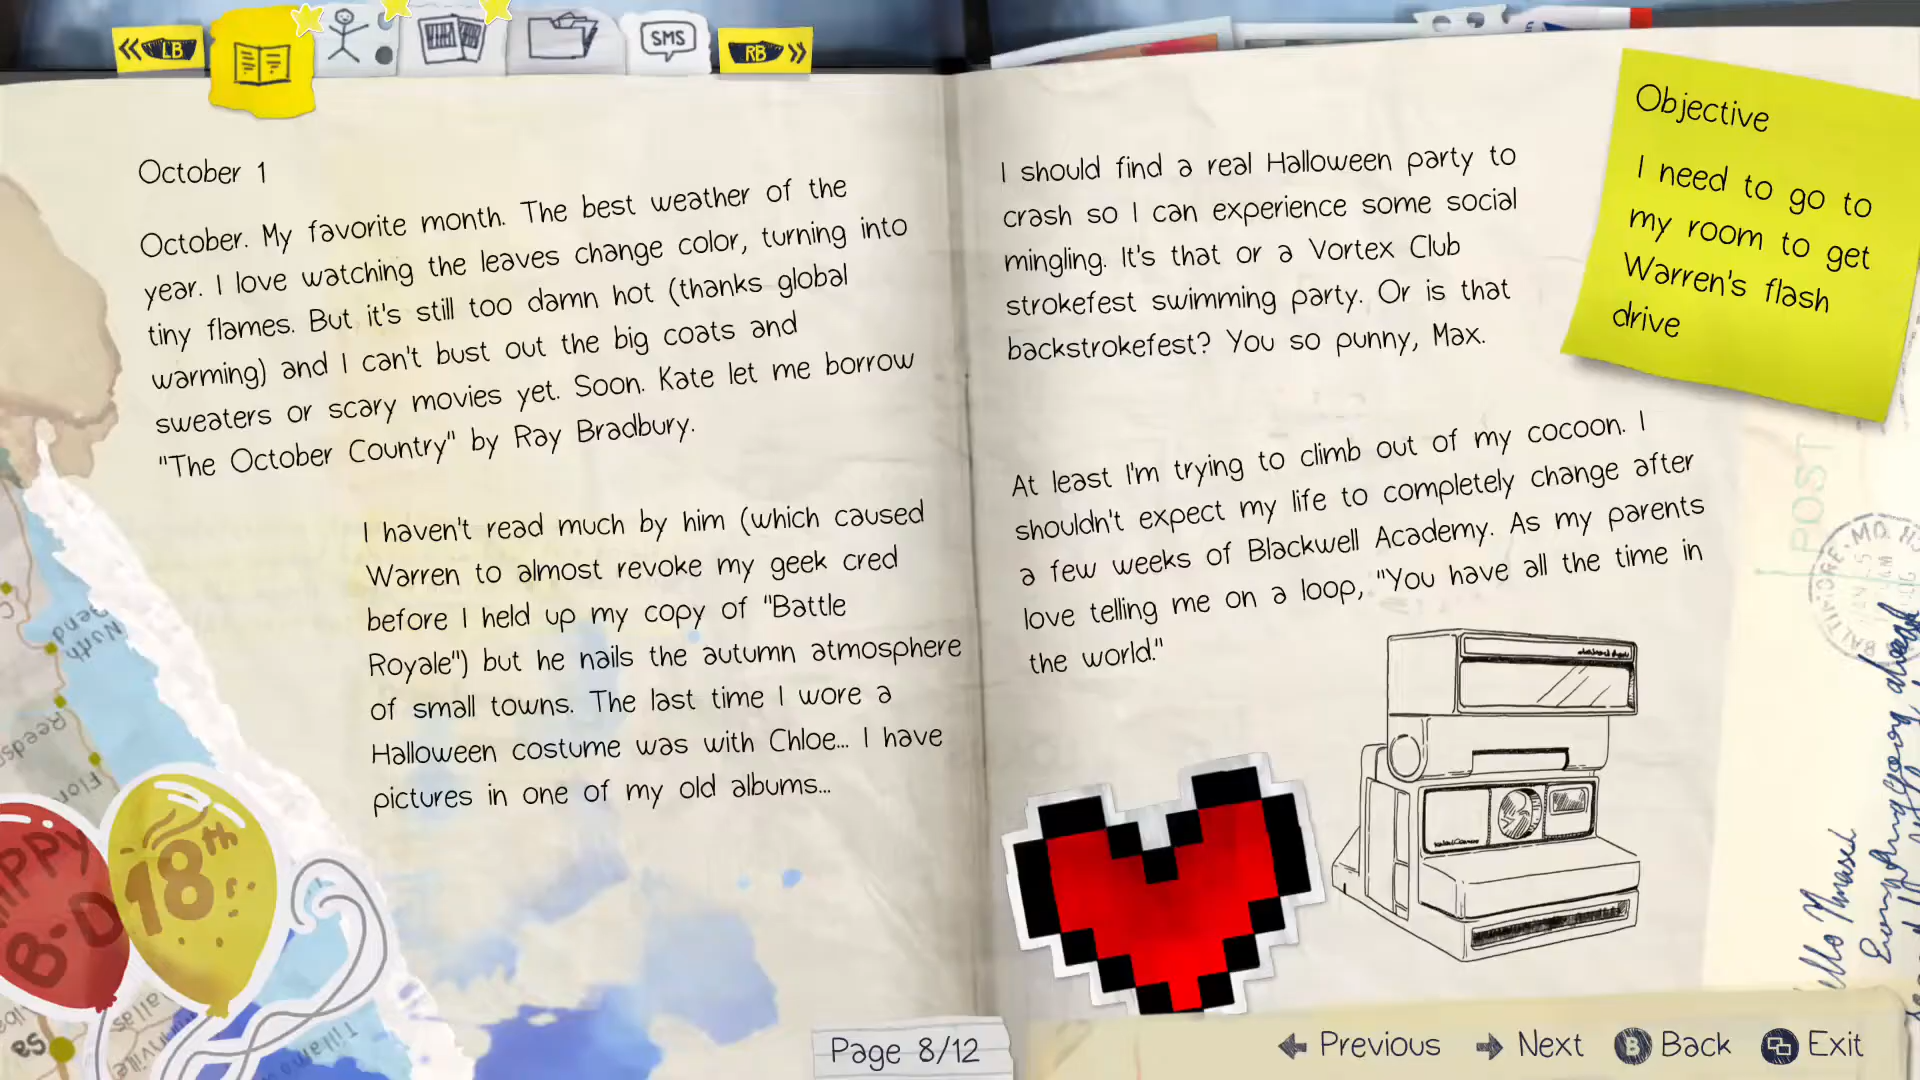 LB
SMS
RB
October 1
October. My favorite month. The best weather of the
year. I love watching the leaves change color, turning into
tiny flames. But it's still too damn hot (thanks global
warming) and I can't bust out the big coats and
sweaters or scary movies yet. Soon. Kate let me borrow
"The October Country" by Ray Bradbury.
I haven't read much by him (which caused
Warren to almost revoke my geek cred
before I held up my copy of "Battle
Royale") but he nails the autumn atmosphere
of small towns. The last time I wore a
Halloween costume was with Chloe... I have
pictures in one of my old albums...
I should find a real Halloween party to
crash so I can experience some social
mingling. It's that or a Vortex Club
strokefest swimming party. Or is that
backstrokefest? You so punny, Max.
At least I'm trying to climb out of my cocoon. I
shouldn't expect my life to completely change after
a few weeks of Blackwell Academy. As my parents
love telling me on a loop, "You have all the time in
the world."
Objective
I need to go to
my room to get
Warren's flash
drive
North
Bend
B-D
18th
POST
Page 8/12
Previous
Next
B
Back
Exit